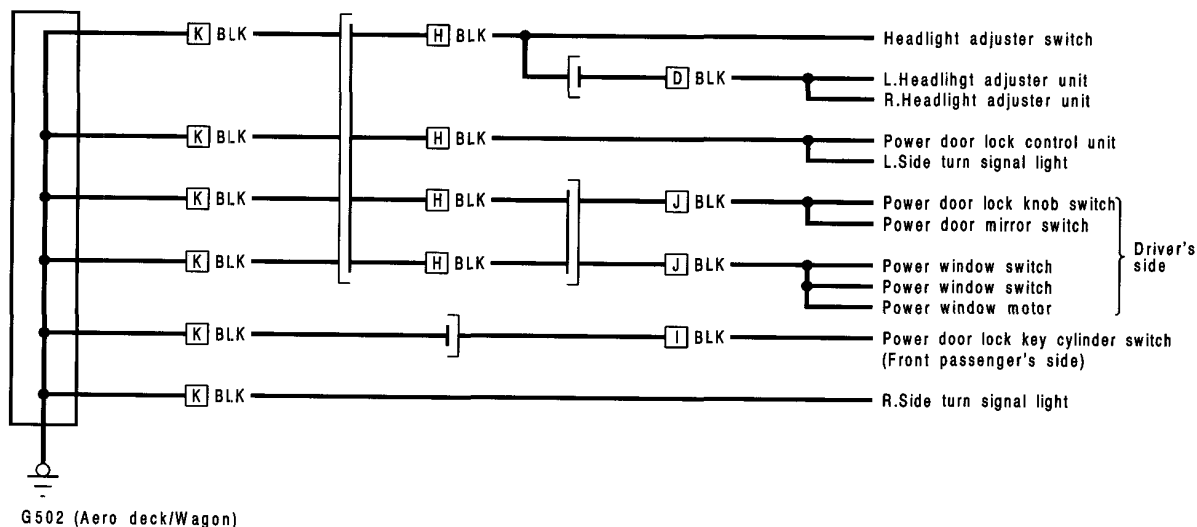 K BLK H BLK Headlight adjuster switch
D BLK L.Headlihgt adjuster unit
R.Headlight adjuster unit
K BLK H BLK Power door lock control unit
L.Side turn signal light
K BLK H BLK J BLK Power door lock knob switch
Power door mirror switch
Driver's
side
K BLK H BLK J BLK Power window switch
Power window switch
Power window motor
K BLK I BLK Power door lock key cylinder switch
(Front passenger's side)
K BLK R.Side turn signal light
G502 (Aero deck/Wagon)